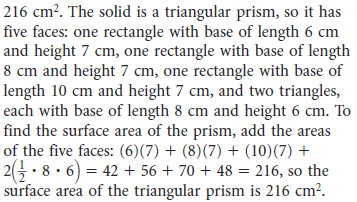 216 cm². The solid is a triangular prism, so it has
five faces: one rectangle with base of length 6 cm
and height 7 cm, one rectangle with base of length
8 cm and height 7 cm, one rectangle with base of
length 10 cm and height 7 cm, and two triangles,
each with base of length 8 cm and height 6 cm. To
find the surface area of the prism, add the areas
of the five faces: (6)(7) + (8)(7) + (10)(7) +
2(½ · 8 · 6) = 42 + 56 + 70 + 48 = 216, so the
surface area of the triangular prism is 216 cm².